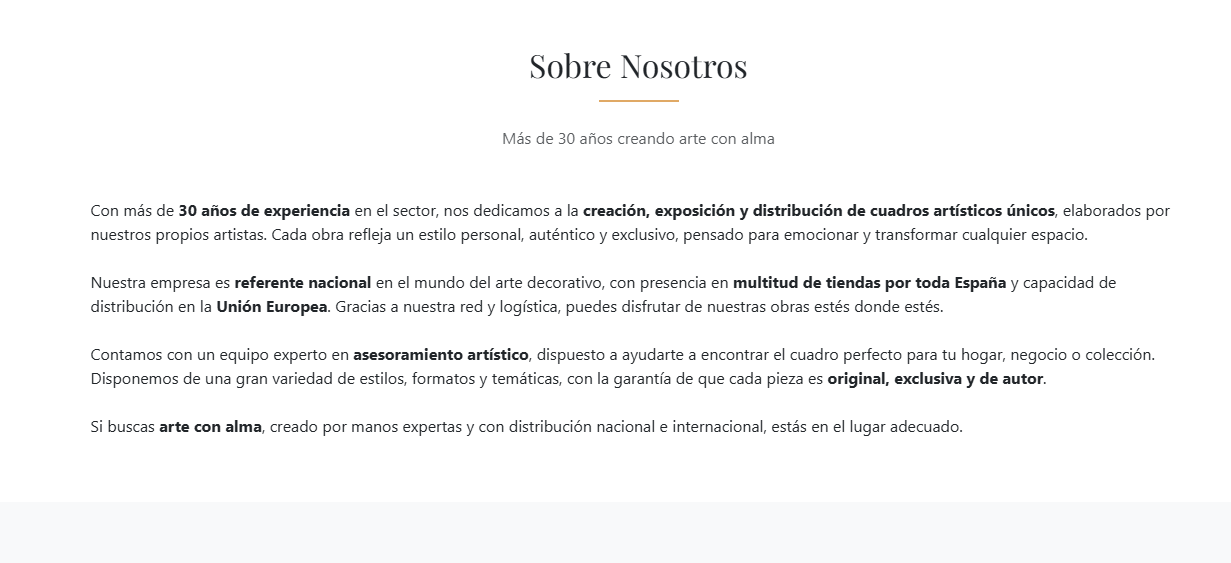 Sobre Nosotros
Más de 30 años creando arte con alma
Con más de 30 años de experiencia en el sector, nos dedicamos a la creación, exposición y distribución de cuadros artísticos únicos, elaborados por
nuestros propios artistas. Cada obra refleja un estilo personal, auténtico y exclusivo, pensado para emocionar y transformar cualquier espacio.
Nuestra empresa es referente nacional en el mundo del arte decorativo, con presencia en multitud de tiendas por toda España y capacidad de
distribución en la Unión Europea. Gracias a nuestra red y logística, puedes disfrutar de nuestras obras estés donde estés.
Contamos con un equipo experto en asesoramiento artístico, dispuesto a ayudarte a encontrar el cuadro perfecto para tu hogar, negocio o colección.
Disponemos de una gran variedad de estilos, formatos y temáticas, con la garantía de que cada pieza es original, exclusiva y de autor.
Si buscas arte con alma, creado por manos expertas y con distribución nacional e internacional, estás en el lugar adecuado.